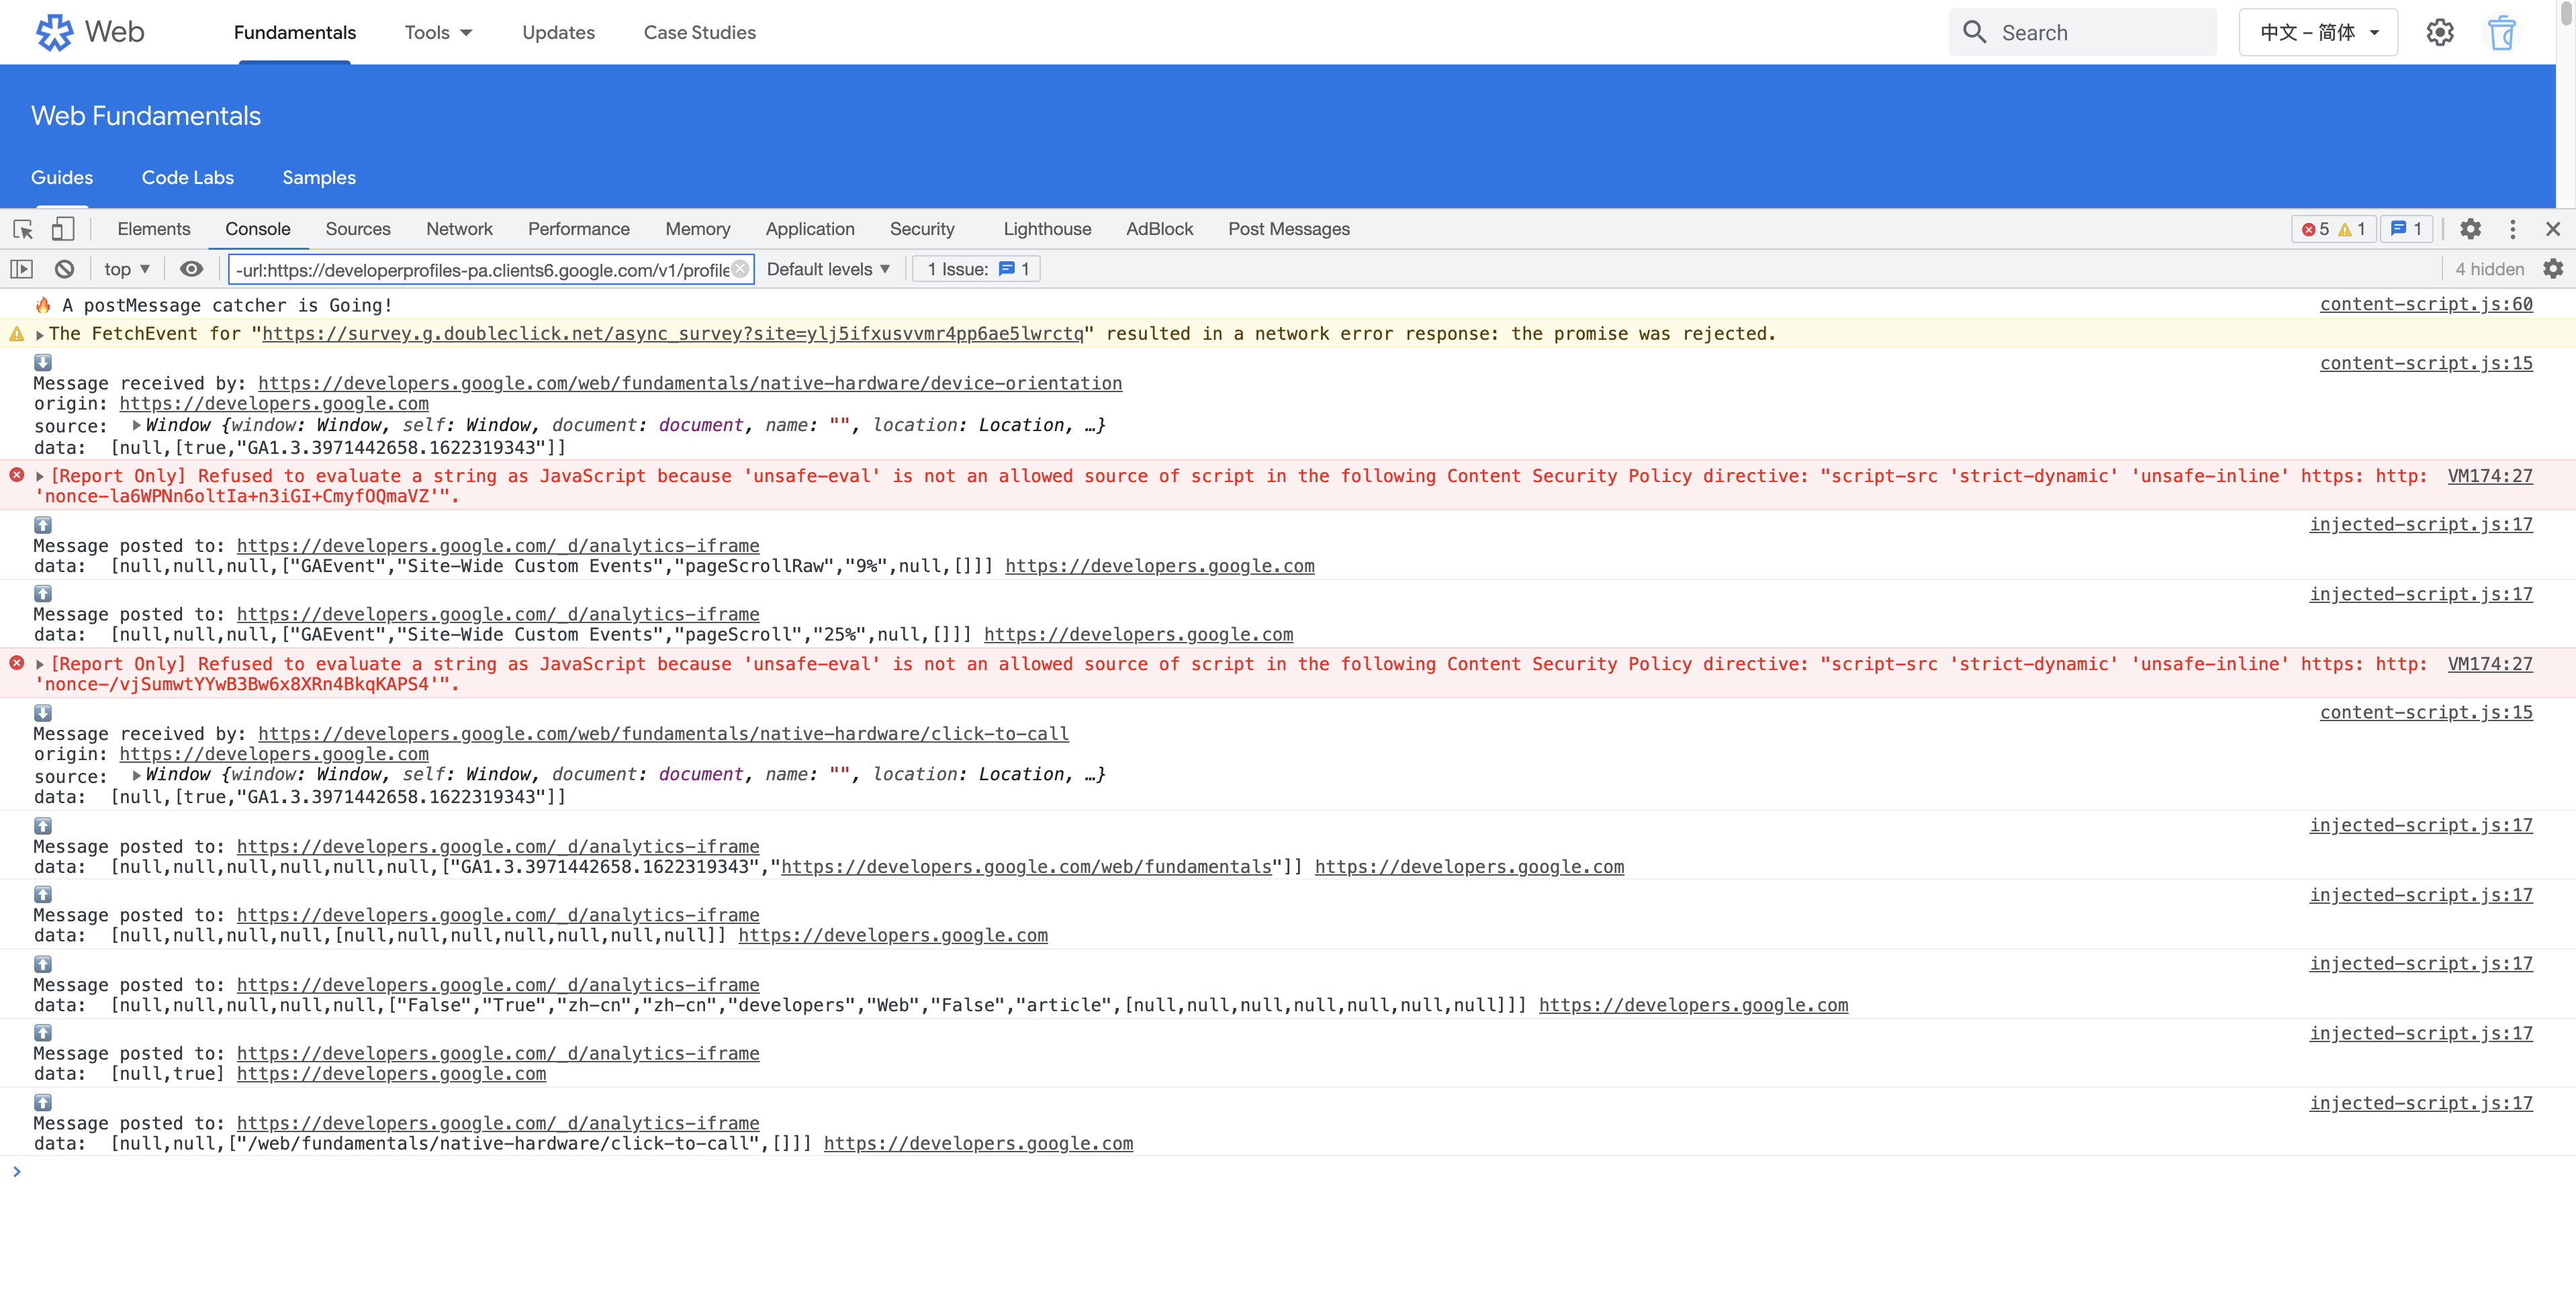 Web
Fundamentals
Tools
Updates
Case Studies
Search
中文 – 简体
Web Fundamentals
Guides
Code Labs
Samples
Elements
Console
Sources
Network
Performance
Memory
Application
Security
Lighthouse
AdBlock
Post Messages
5
1
1
top
-url:https://developerprofiles-pa.clients6.google.com/v1/profile
Default levels
1 Issue: 1
4 hidden
A postMessage catcher is Going! content-script.js:60
The FetchEvent for "https://survey.g.doubleclick.net/async_survey?site=ylj5ifxusvvmr4pp6ae5lwrctq" resulted in a network error response: the promise was rejected.
content-script.js:15
Message received by: https://developers.google.com/web/fundamentals/native-hardware/device-orientation
origin: https://developers.google.com
source: Window {window: Window, self: Window, document: document, name: "", location: Location, …}
data: [null,[true,"GA1.3.3971442658.1622319343"]]
[Report Only] Refused to evaluate a string as JavaScript because 'unsafe-eval' is not an allowed source of script in the following Content Security Policy directive: "script-src 'strict-dynamic' 'unsafe-inline' https: http: VM174:27
'nonce-la6WPNn6oltIa+n3iGI+CmyfOQmaVZ'".
injected-script.js:17
Message posted to: https://developers.google.com/_d/analytics-iframe
data: [null,null,null,["GAEvent","Site-Wide Custom Events","pageScrollRaw","9%",null,[]]] https://developers.google.com
injected-script.js:17
Message posted to: https://developers.google.com/_d/analytics-iframe
data: [null,null,null,["GAEvent","Site-Wide Custom Events","pageScroll","25%",null,[]]] https://developers.google.com
[Report Only] Refused to evaluate a string as JavaScript because 'unsafe-eval' is not an allowed source of script in the following Content Security Policy directive: "script-src 'strict-dynamic' 'unsafe-inline' https: http: VM174:27
'nonce-/vjSumwtYYwB3Bw6x8XRn4BkqKAPS4'".
content-script.js:15
Message received by: https://developers.google.com/web/fundamentals/native-hardware/click-to-call
origin: https://developers.google.com
source: Window {window: Window, self: Window, document: document, name: "", location: Location, …}
data: [null,[true,"GA1.3.3971442658.1622319343"]]
injected-script.js:17
Message posted to: https://developers.google.com/_d/analytics-iframe
data: [null,null,null,null,null,null,["GA1.3.3971442658.1622319343","https://developers.google.com/web/fundamentals"]] https://developers.google.com
injected-script.js:17
Message posted to: https://developers.google.com/_d/analytics-iframe
data: [null,null,null,null,[null,null,null,null,null,null,null]] https://developers.google.com
injected-script.js:17
Message posted to: https://developers.google.com/_d/analytics-iframe
data: [null,null,null,null,null,["False","True","zh-cn","zh-cn","developers","Web","False","article",[null,null,null,null,null,null,null]]] https://developers.google.com
injected-script.js:17
Message posted to: https://developers.google.com/_d/analytics-iframe
data: [null,true] https://developers.google.com
injected-script.js:17
Message posted to: https://developers.google.com/_d/analytics-iframe
data: [null,null,["/web/fundamentals/native-hardware/click-to-call",[]]] https://developers.google.com